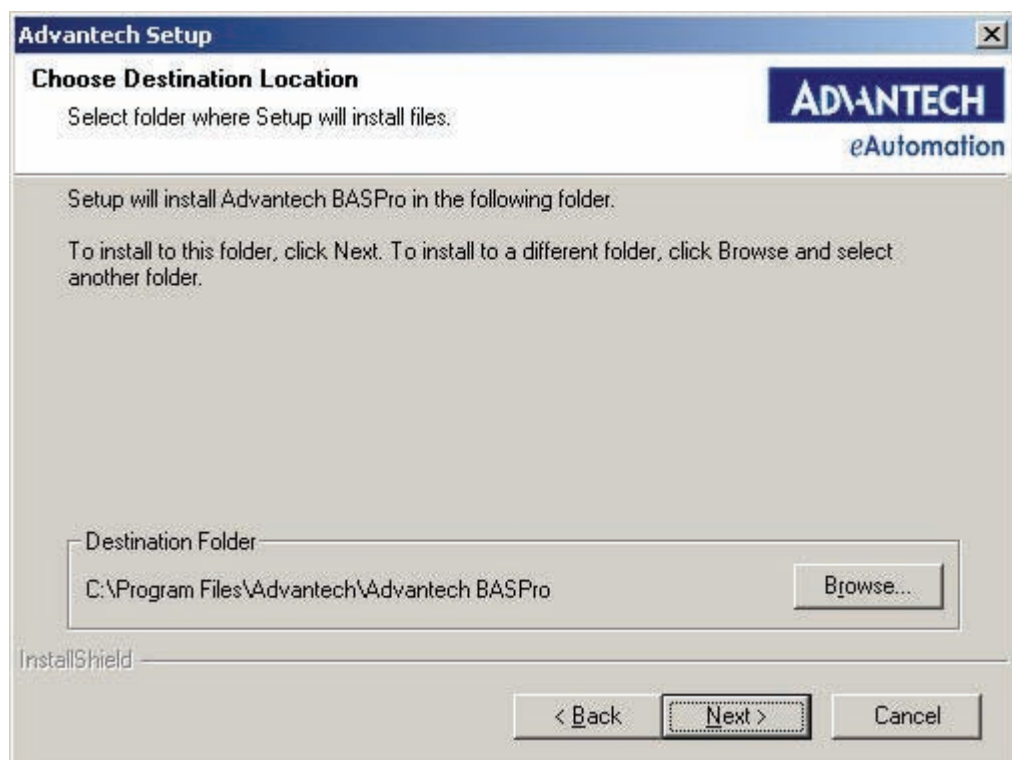 Advantech Setup
Choose Destination Location
Select folder where Setup will install files.
ADVANTECH
eAutomation
Setup will install Advantech BASPro in the following folder.
To install to this folder, click Next. To install to a different folder, click Browse and select
another folder.
Destination Folder
C:\Program Files\Advantech\Advantech BASPro
Browse...
InstallShield
< Back
Next >
Cancel